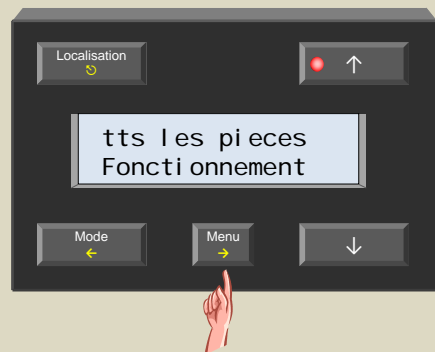 Localisation
tts les pieces
Fonctionnement
Mode
Menu